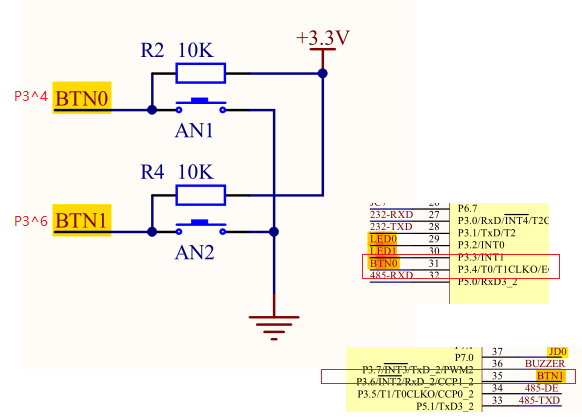 +3.3V
R2 10K
P3^4 BTN0
AN1
R4 10K
P3^6 BTN1
AN2
P6.7
232-RXD 27 P3.0/RxD/INT4/T2C
232-TXD 28 P3.1/TxD/T2
LED0 29 P3.2/INT0
LED1 30 P3.3/INT1
BTN0 31 P3.4/T0/T1CLKO/E
485-RXD 32 P5.0/RxD3_2
P7.0 37 JD0
P3.7/INT3/TxD_2/PWM2 36 BUZZER
P3.6/INT2/RxD_2/CCP1_2 35 BTN1
P3.5/T1/T0CLKO/CCP0_2 34 485-DE
P5.1/TxD3_2 33 485-TXD